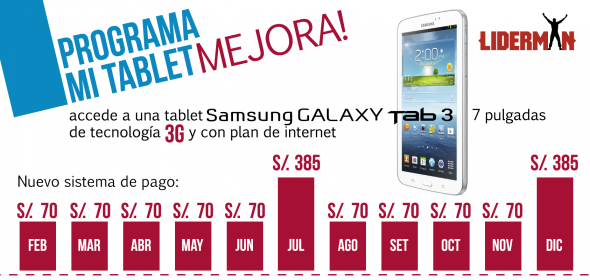 PROGRAMA
MI TABLET MEJORA!
LIDERMAN
accede a una tablet Samsung GALAXY Tab 3 7 pulgadas
de tecnología 3G y con plan de internet
Nuevo sistema de pago:
S/. 385 S/. 385
S/. 70 S/. 70 S/. 70 S/. 70 S/. 70 S/. 70 S/. 70 S/. 70 S/. 70
FEB MAR ABR MAY JUN JUL AGO SET OCT NOV DIC